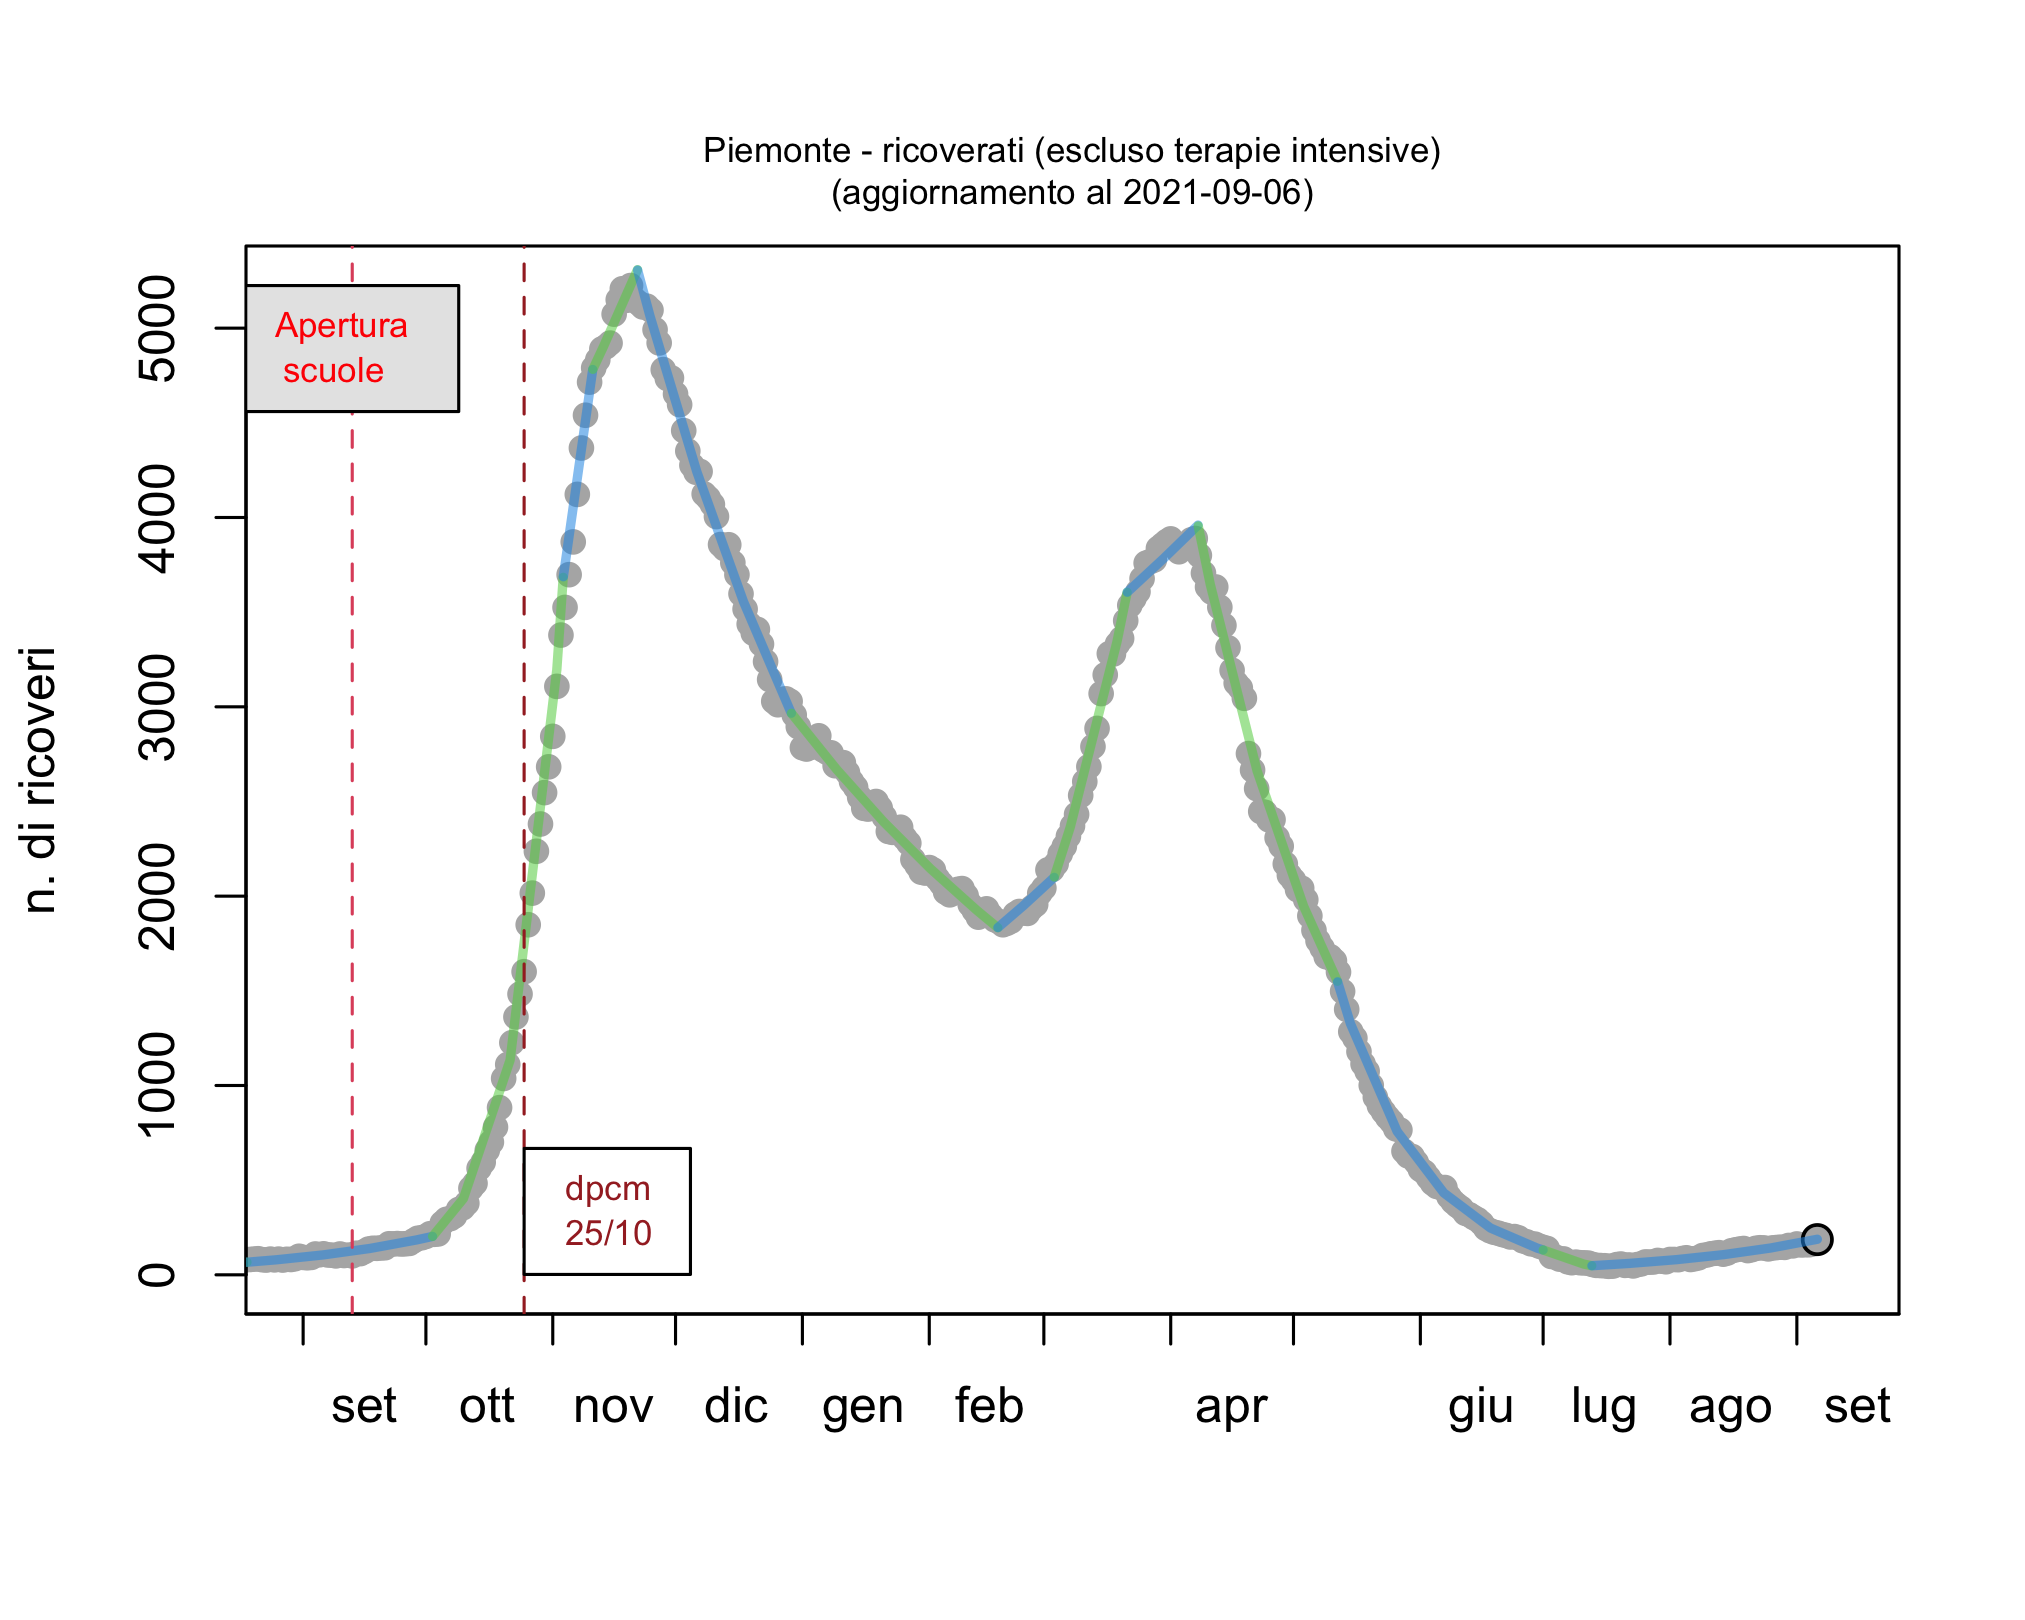 Piemonte - ricoverati (escluso terapie intensive)
(aggiornamento al 2021-09-06)
n. di ricoveri
5000
4000
3000
2000
1000
0
Apertura
scuole
dpcm
25/10
set ott nov dic gen feb apr giu lug ago set